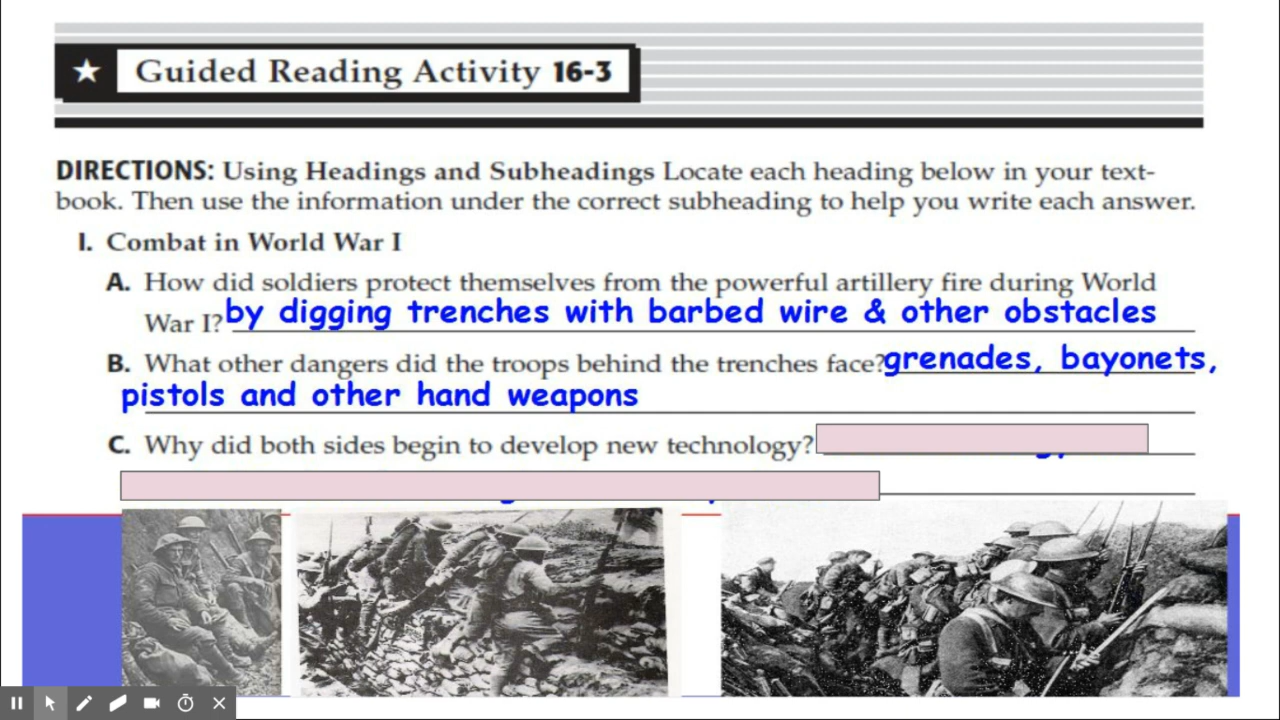 Guided Reading Activity 16-3
DIRECTIONS: Using Headings and Subheadings Locate each heading below in your text-
book. Then use the information under the correct subheading to help you write each answer.
I. Combat in World War I
A. How did soldiers protect themselves from the powerful artillery fire during World
War I? by digging trenches with barbed wire & other obstacles
B. What other dangers did the troops behind the trenches face? grenades, bayonets,
pistols and other hand weapons
C. Why did both sides begin to develop new technology?